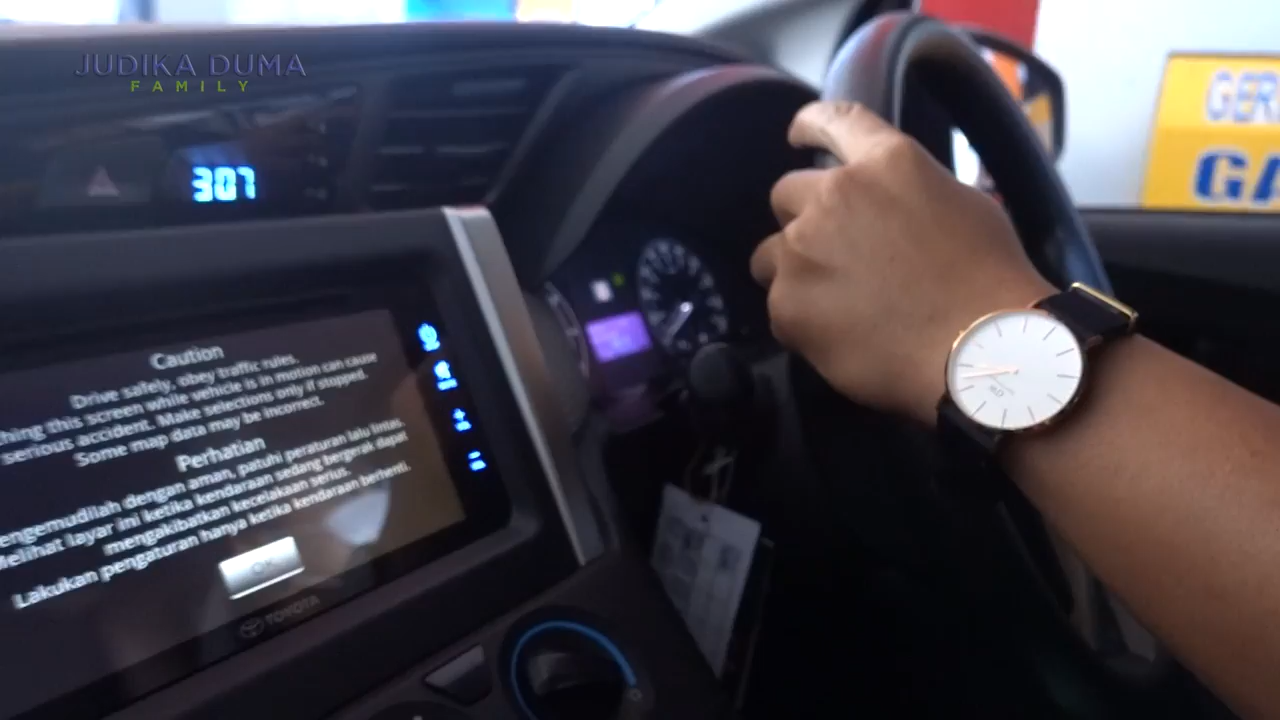 JUDIKA DUMA
FAMILY
307
GER
GA
Caution
Drive safely, obey traffic rules.
thing this screen while vehicle is in motion can cause
serious accident. Make selections only if stopped.
Some map data may be incorrect.
Perhatian
engemudilah dengan aman, patuhi peraturan lalu lintas.
Melihat layar ini ketika kendaraan sedang bergerak dapat
mengakibatkan kecelakaan serius.
Lakukan pengaturan hanya ketika kendaraan berhenti.
OK
TOYOTA